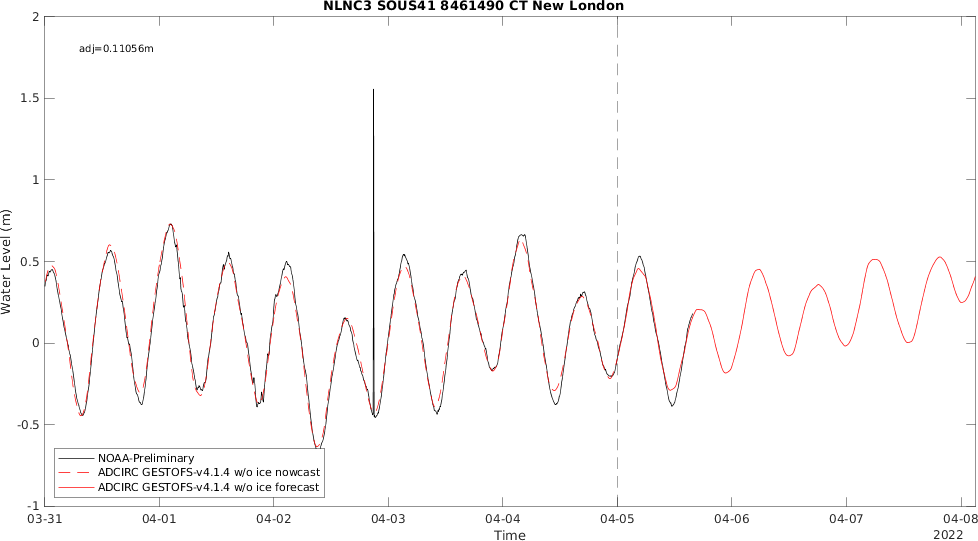 NLNC3 SOUS41 8461490 CT New London
adj=0.11056m
2
1.5
1
0.5
0
-0.5
-1
Water Level (m)
NOAA-Preliminary
ADCIRC GESTOFS-v4.1.4 w/o ice nowcast
ADCIRC GESTOFS-v4.1.4 w/o ice forecast
03-31 04-01 04-02 04-03 04-04 04-05 04-06 04-07 04-08
Time
2022